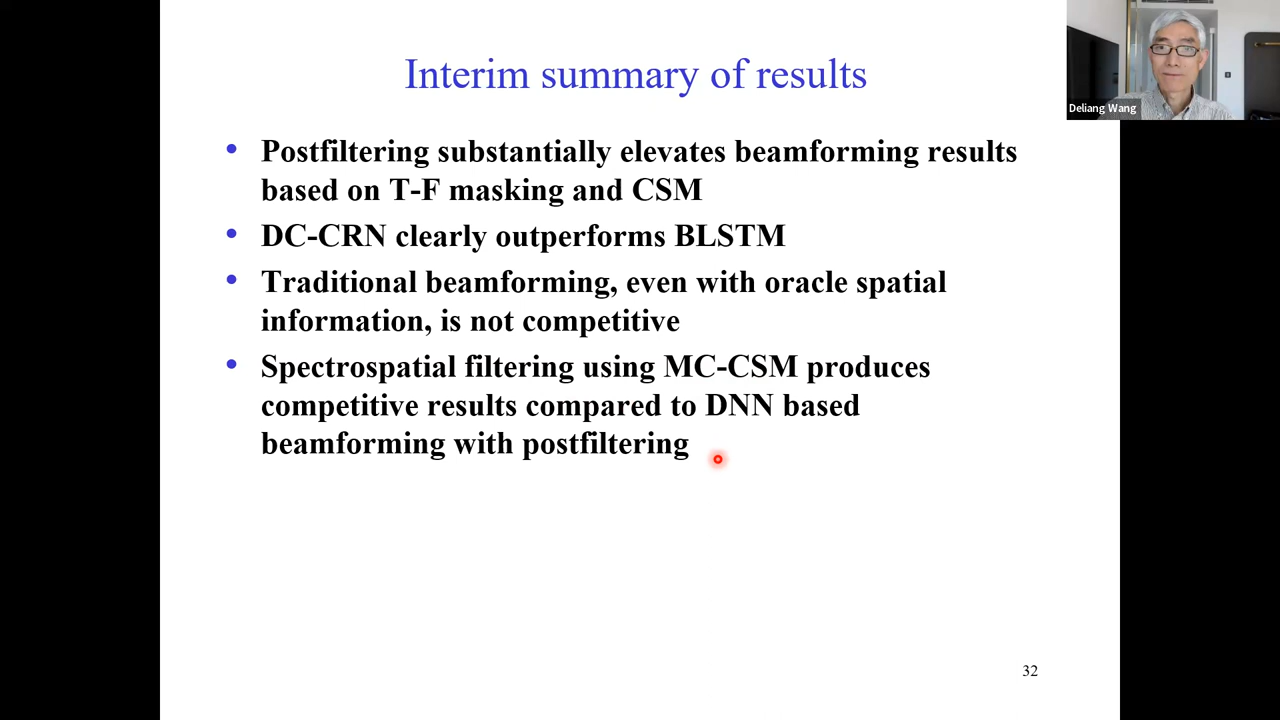 Interim summary of results
Deliang Wang
• Postfiltering substantially elevates beamforming results
based on T-F masking and CSM
• DC-CRN clearly outperforms BLSTM
• Traditional beamforming, even with oracle spatial
information, is not competitive
• Spectrospatial filtering using MC-CSM produces
competitive results compared to DNN based
beamforming with postfiltering
32